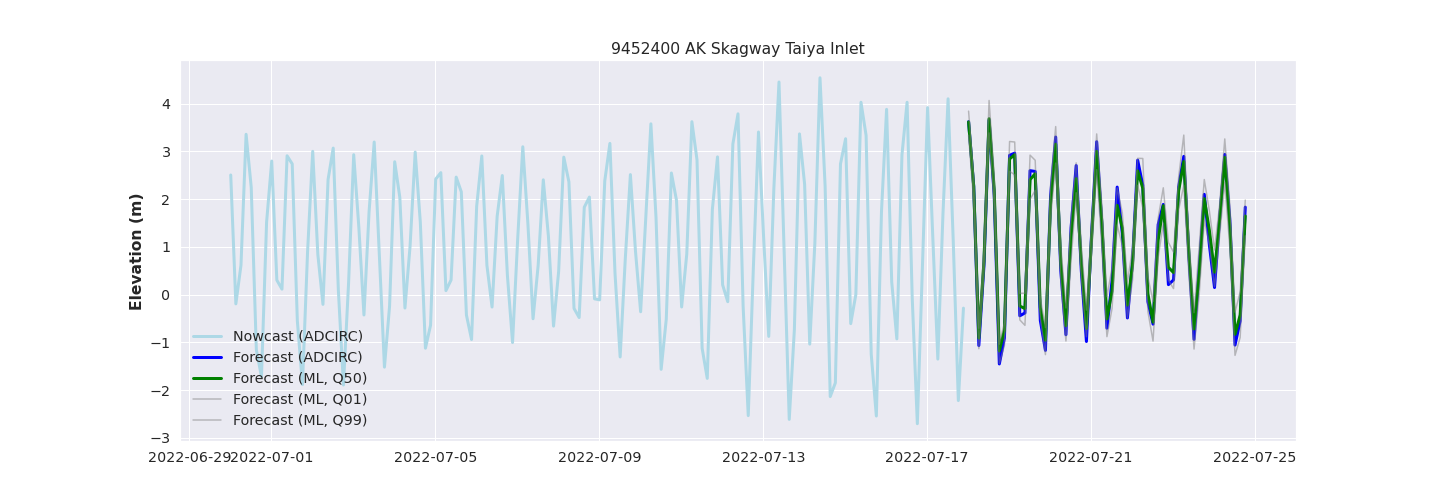 9452400 AK Skagway Taiya Inlet
Elevation (m)
4
3
2
1
0
−1
−2
−3
Nowcast (ADCIRC)
Forecast (ADCIRC)
Forecast (ML, Q50)
Forecast (ML, Q01)
Forecast (ML, Q99)
2022-06-29 2022-07-01 2022-07-05 2022-07-09 2022-07-13 2022-07-17 2022-07-21 2022-07-25